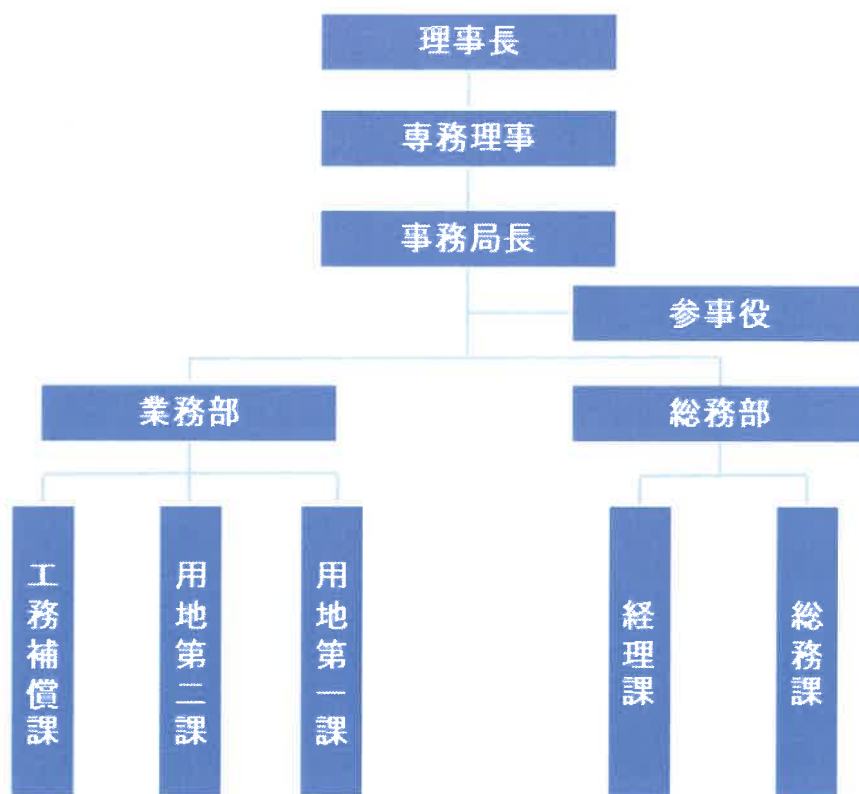 理事長
専務理事
事務局長
参事役
業務部
総務部
工務補償課
用地第二課
用地第一課
経理課
総務課